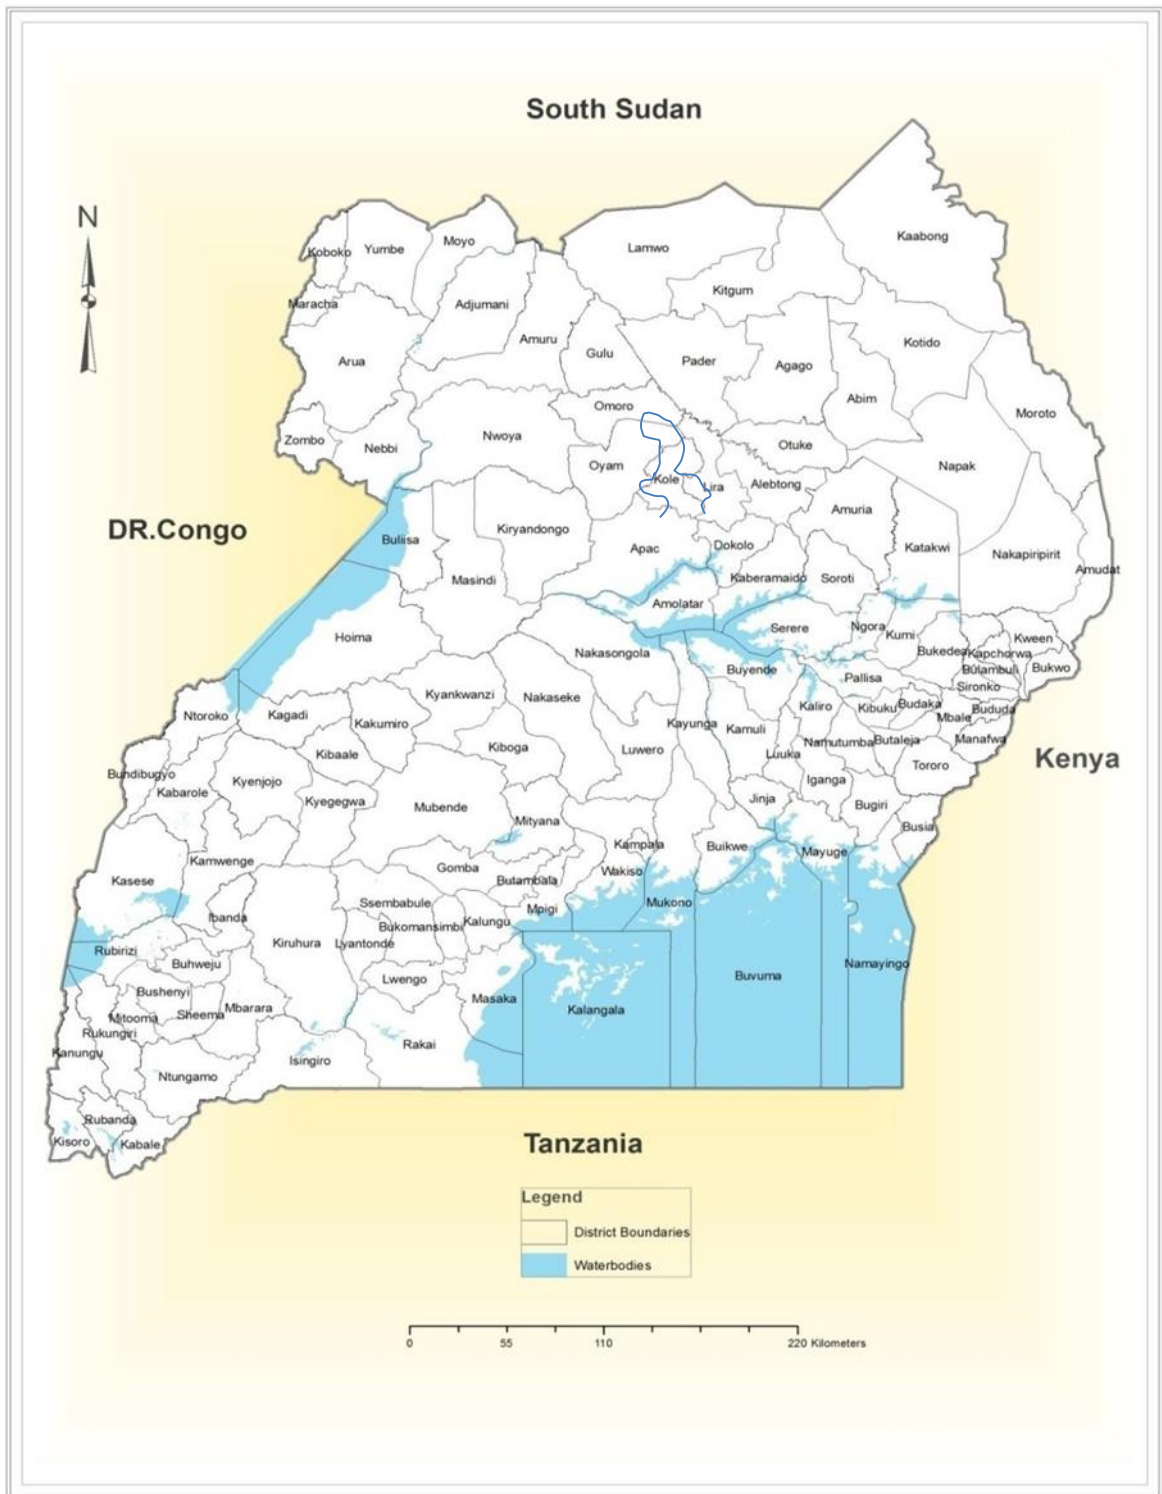 South Sudan
N
Kaabong
Koboko
Yumbe
Moyo
Lamwo
Kitgum
Maracha
Adjumani
Amuru
Gulu
Kotido
Arua
Pader
Agago
Abim
Moroto
Omoro
Zombo
Nebbi
Nwoya
Otuke
Oyam
Kole
Lira
Alebtong
Napak
DR.Congo
Buliisa
Kiryandongo
Amuria
Apac
Dokolo
Katakwi
Nakapiripirit
Amudat
Masindi
Kaberamaido
Soroti
Amolatar
Hoima
Serere
Ngora
Kumi
Bukedea
Kapchorwa
Kween
Nakasongola
Buyende
Pallisa
Bulambuli
Bukwo
Sironko
Ntoroko
Kagadi
Kakumiro
Kyankwanzi
Nakaseke
Kayunga
Kamuli
Kaliro
Kibuku
Budaka
Mbale
Bududa
Kibaale
Kiboga
Luwero
Luuka
Namutumba
Butaleja
Manafwa
Kenya
Bundibugyo
Kabarole
Kyenjojo
Kyegegwa
Mubende
Iganga
Tororo
Jinja
Bugiri
Mityana
Busia
Kampala
Buikwe
Mayuge
Kamwenge
Kasese
Gomba
Butambala
Wakiso
Ssembabule
Mpigi
Mukono
Ibanda
Bukomansimbi
Kalungu
Kiruhura
Lyantonde
Rubirizi
Buhweju
Lwengo
Buvuma
Namayingo
Bushenyi
Masaka
Kalangala
Mitooma
Sheema
Mbarara
Rukungiri
Kanungu
Rakai
Isingiro
Ntungamo
Rubanda
Kisoro
Kabale
Tanzania
Legend
District Boundaries
Waterbodies
0 55 110 220 Kilometers